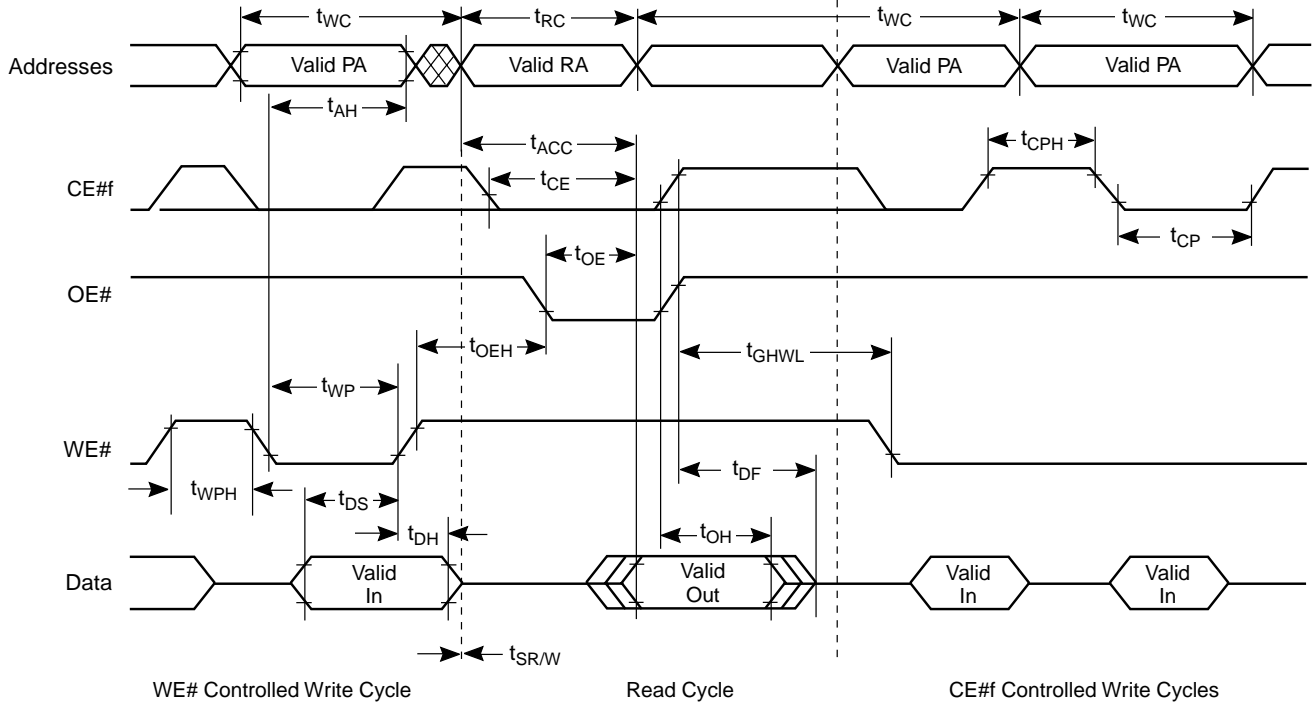 tWC
tRC
tWC
tWC
Addresses
Valid PA
Valid RA
Valid PA
Valid PA
tAH
tACC
tCPH
CE#f
tCE
tCP
tOE
OE#
tOEH
tGHWL
tWP
WE#
tDF
tWPH
tDS
tDH
tOH
Data
Valid
In
Valid
Out
Valid
In
Valid
In
tSR/W
WE# Controlled Write Cycle
Read Cycle
CE#f Controlled Write Cycles